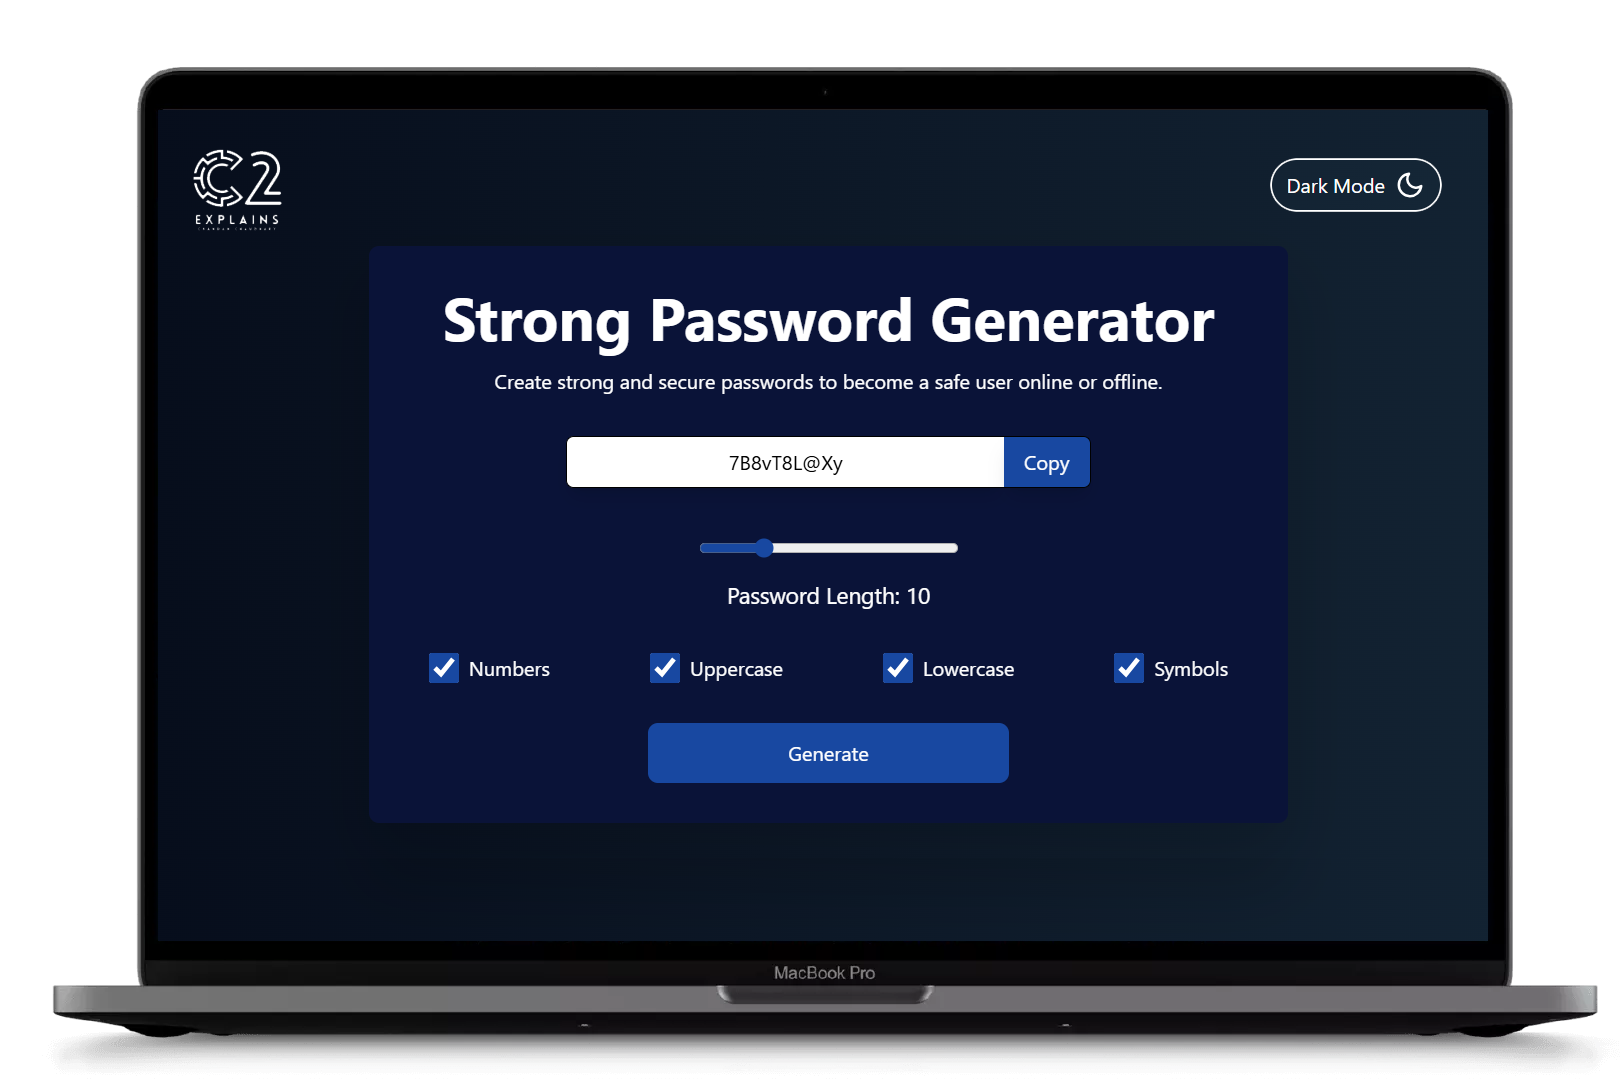 C2
EXPLAINS
Dark Mode
Strong Password Generator
Create strong and secure passwords to become a safe user online or offline.
7B8vT8L@Xy
Copy
Password Length: 10
Numbers
Uppercase
Lowercase
Symbols
Generate
MacBook Pro